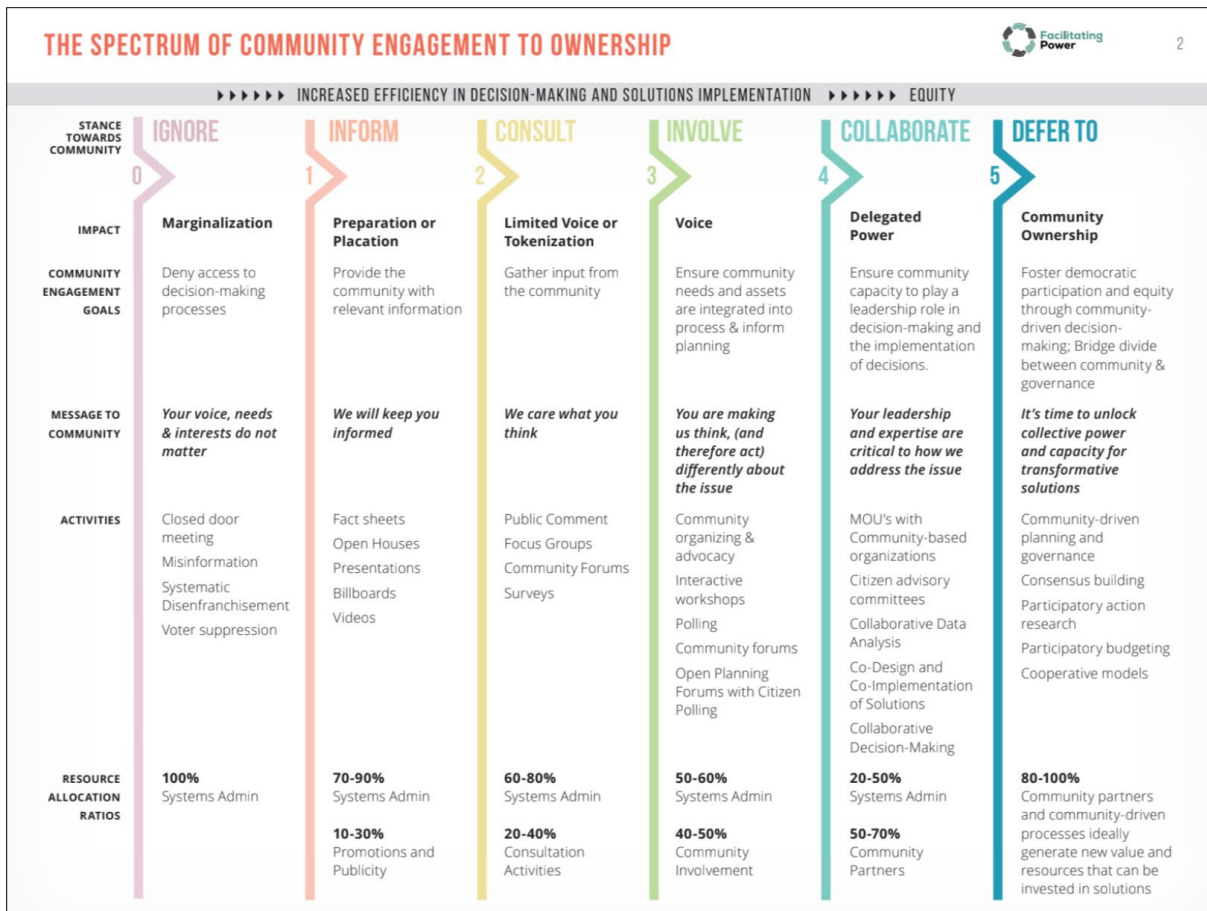 THE SPECTRUM OF COMMUNITY ENGAGEMENT TO OWNERSHIP
Facilitating
Power
2
INCREASED EFFICIENCY IN DECISION-MAKING AND SOLUTIONS IMPLEMENTATION EQUITY
STANCE
TOWARDS
COMMUNITY
IGNORE
INFORM
CONSULT
INVOLVE
COLLABORATE
DEFER TO
0
1
2
3
4
5
IMPACT
Marginalization
Preparation or
Placation
Limited Voice or
Tokenization
Voice
Delegated
Power
Community
Ownership
COMMUNITY
ENGAGEMENT
GOALS
Deny access to
decision-making
processes
Provide the
community with
relevant information
Gather input from
the community
Ensure community
needs and assets
are integrated into
process & inform
planning
Ensure community
capacity to play a
leadership role in
decision-making and
the implementation
of decisions.
Foster democratic
participation and equity
through community-
driven decision-
making; Bridge divide
between community &
governance
MESSAGE TO
COMMUNITY
Your voice, needs
& interests do not
matter
We will keep you
informed
We care what you
think
You are making
us think, (and
therefore act)
differently about
the issue
Your leadership
and expertise are
critical to how we
address the issue
It's time to unlock
collective power
and capacity for
transformative
solutions
ACTIVITIES
Closed door
meeting
Misinformation
Systematic
Disenfranchisement
Voter suppression
Fact sheets
Open Houses
Presentations
Billboards
Videos
Public Comment
Focus Groups
Community Forums
Surveys
Community
organizing &
advocacy
Interactive
workshops
Polling
Community forums
Open Planning
Forums with Citizen
Polling
MOU's with
Community-based
organizations
Citizen advisory
committees
Collaborative Data
Analysis
Co-Design and
Co-Implementation
of Solutions
Collaborative
Decision-Making
Community-driven
planning and
governance
Consensus building
Participatory action
research
Participatory budgeting
Cooperative models
RESOURCE
ALLOCATION
RATIOS
100%
Systems Admin
70-90%
Systems Admin
10-30%
Promotions and
Publicity
60-80%
Systems Admin
20-40%
Consultation
Activities
50-60%
Systems Admin
40-50%
Community
Involvement
20-50%
Systems Admin
50-70%
Community
Partners
80-100%
Community partners
and community-driven
processes ideally
generate new value and
resources that can be
invested in solutions